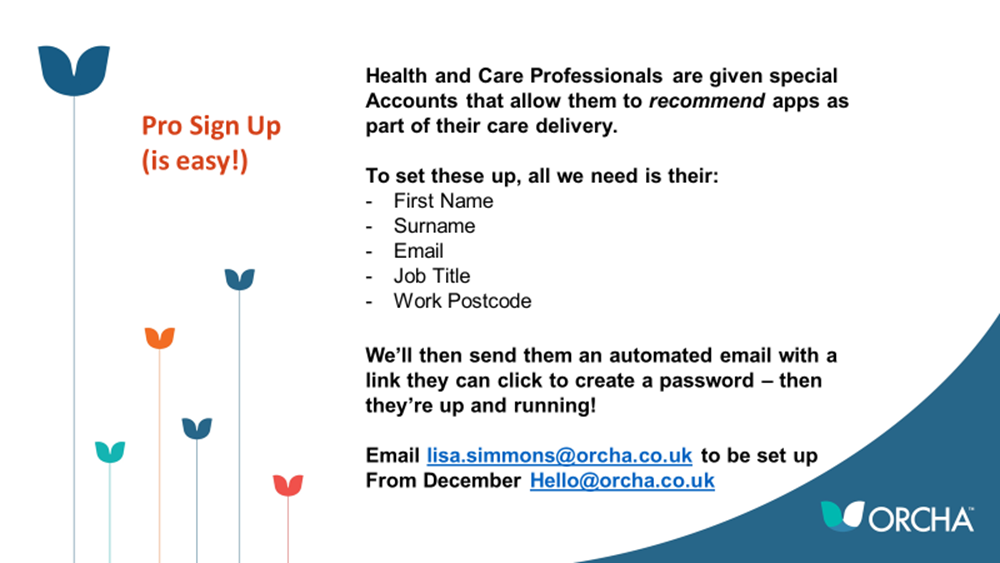 Pro Sign Up
(is easy!)
Health and Care Professionals are given special
Accounts that allow them to recommend apps as
part of their care delivery.
To set these up, all we need is their:
- First Name
- Surname
- Email
- Job Title
- Work Postcode
We'll then send them an automated email with a
link they can click to create a password – then
they're up and running!
Email lisa.simmons@orcha.co.uk to be set up
From December Hello@orcha.co.uk
ORCHA™